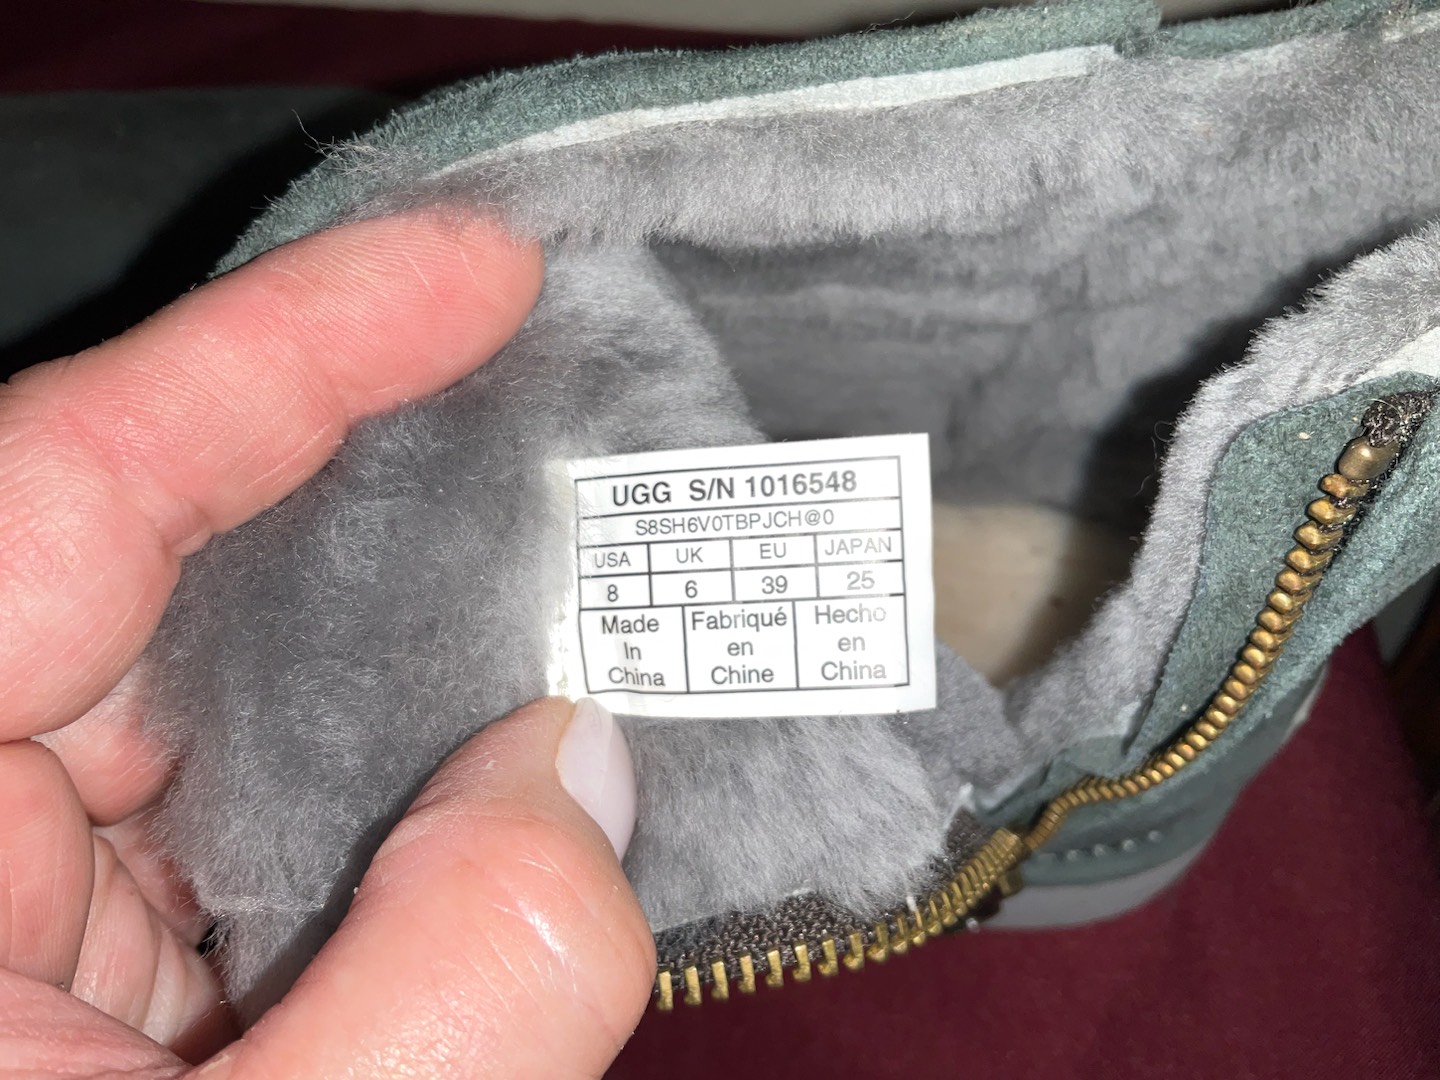 UGG S/N 1016548
S8SH6V0TBPJCH@0
USA UK EU JAPAN
8 6 39 25
Made In China
Fabriqué en Chine
Hecho en China